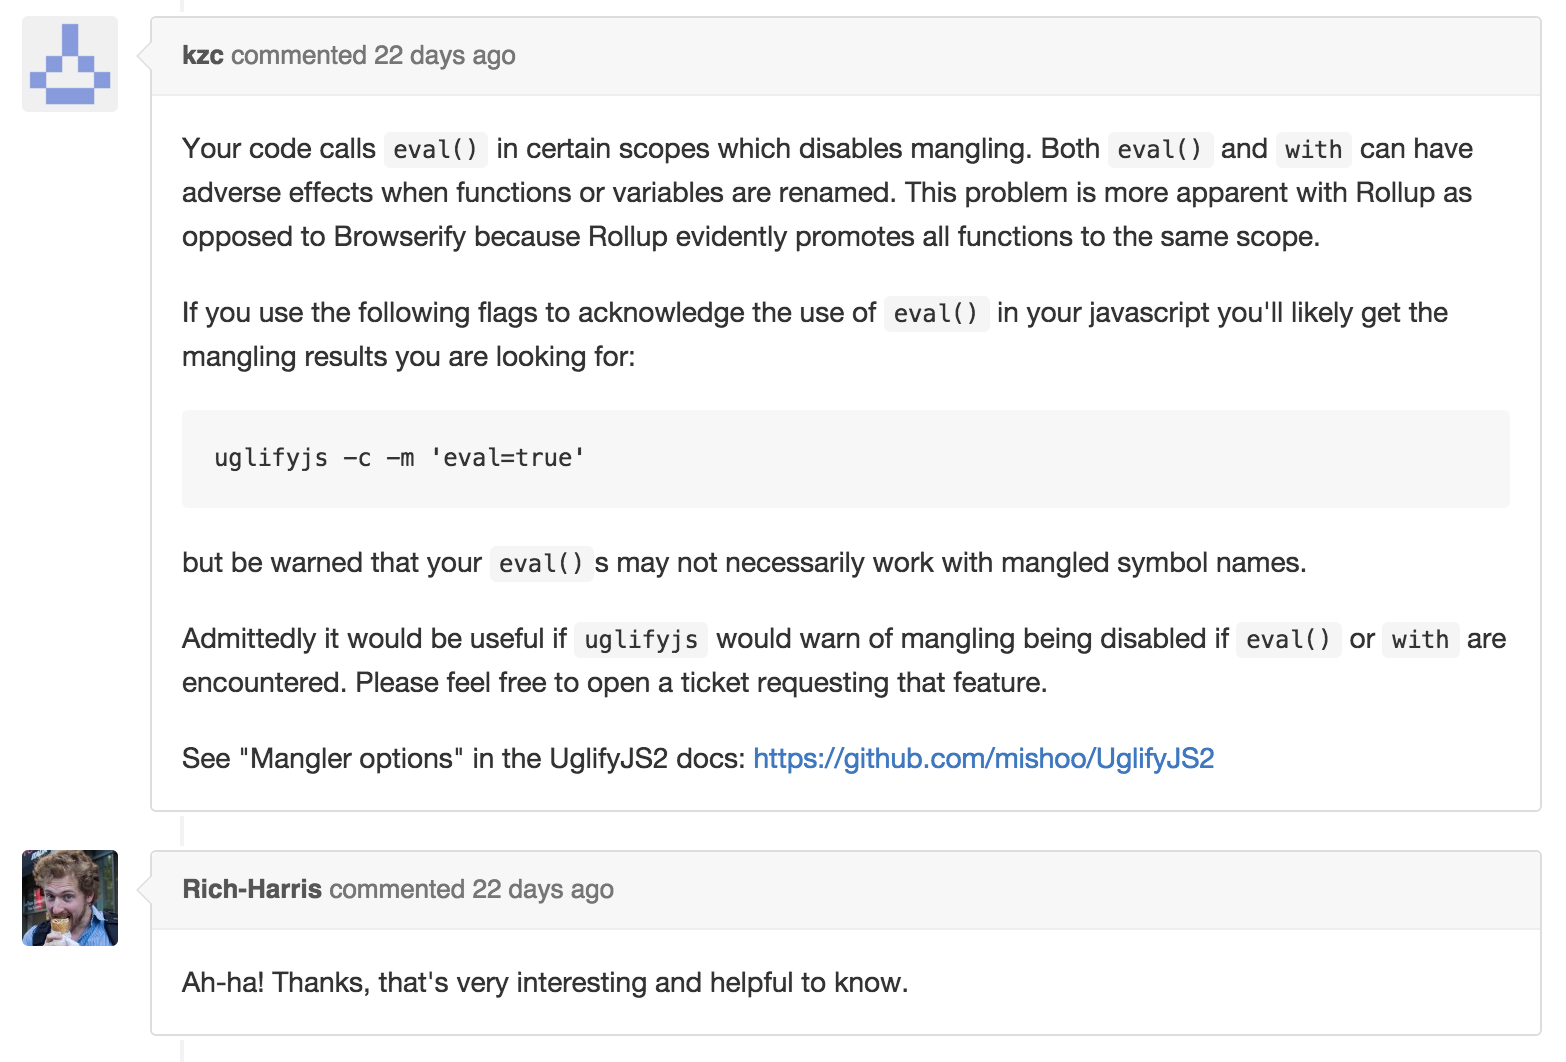 kzc commented 22 days ago
Your code calls eval() in certain scopes which disables mangling. Both eval() and with can have
adverse effects when functions or variables are renamed. This problem is more apparent with Rollup as
opposed to Browserify because Rollup evidently promotes all functions to the same scope.
If you use the following flags to acknowledge the use of eval() in your javascript you'll likely get the
mangling results you are looking for:
uglifyjs -c -m 'eval=true'
but be warned that your eval() s may not necessarily work with mangled symbol names.
Admittedly it would be useful if uglifyjs would warn of mangling being disabled if eval() or with are
encountered. Please feel free to open a ticket requesting that feature.
See "Mangler options" in the UglifyJS2 docs: https://github.com/mishoo/UglifyJS2
Rich-Harris commented 22 days ago
Ah-ha! Thanks, that's very interesting and helpful to know.